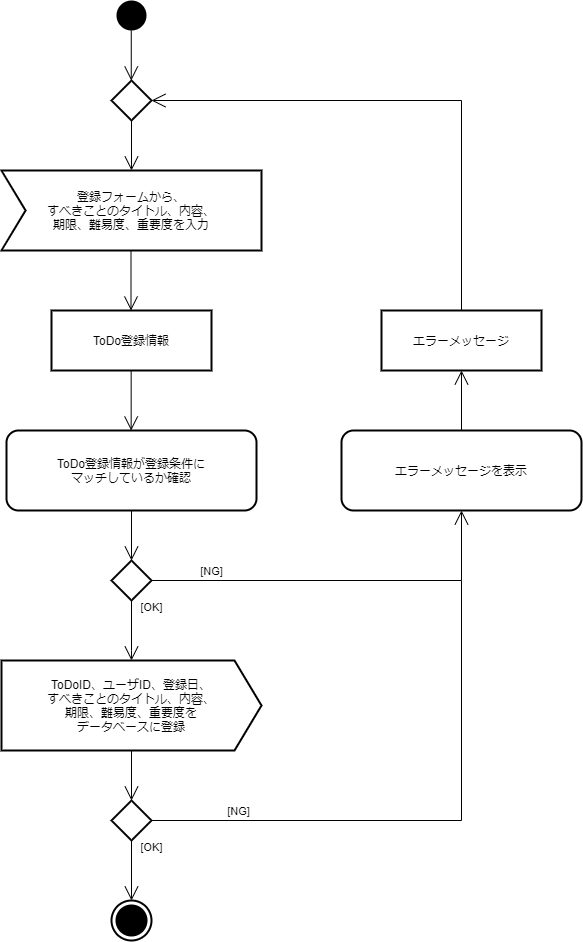 登録フォームから、
すべきことのタイトル、内容、
期限、難易度、重要度を入力
ToDo登録情報
エラーメッセージ
ToDo登録情報が登録条件に
マッチしているか確認
エラーメッセージを表示
[NG]
[OK]
ToDoID、ユーザID、登録日、
すべきことのタイトル、内容、
期限、難易度、重要度を
データベースに登録
[NG]
[OK]